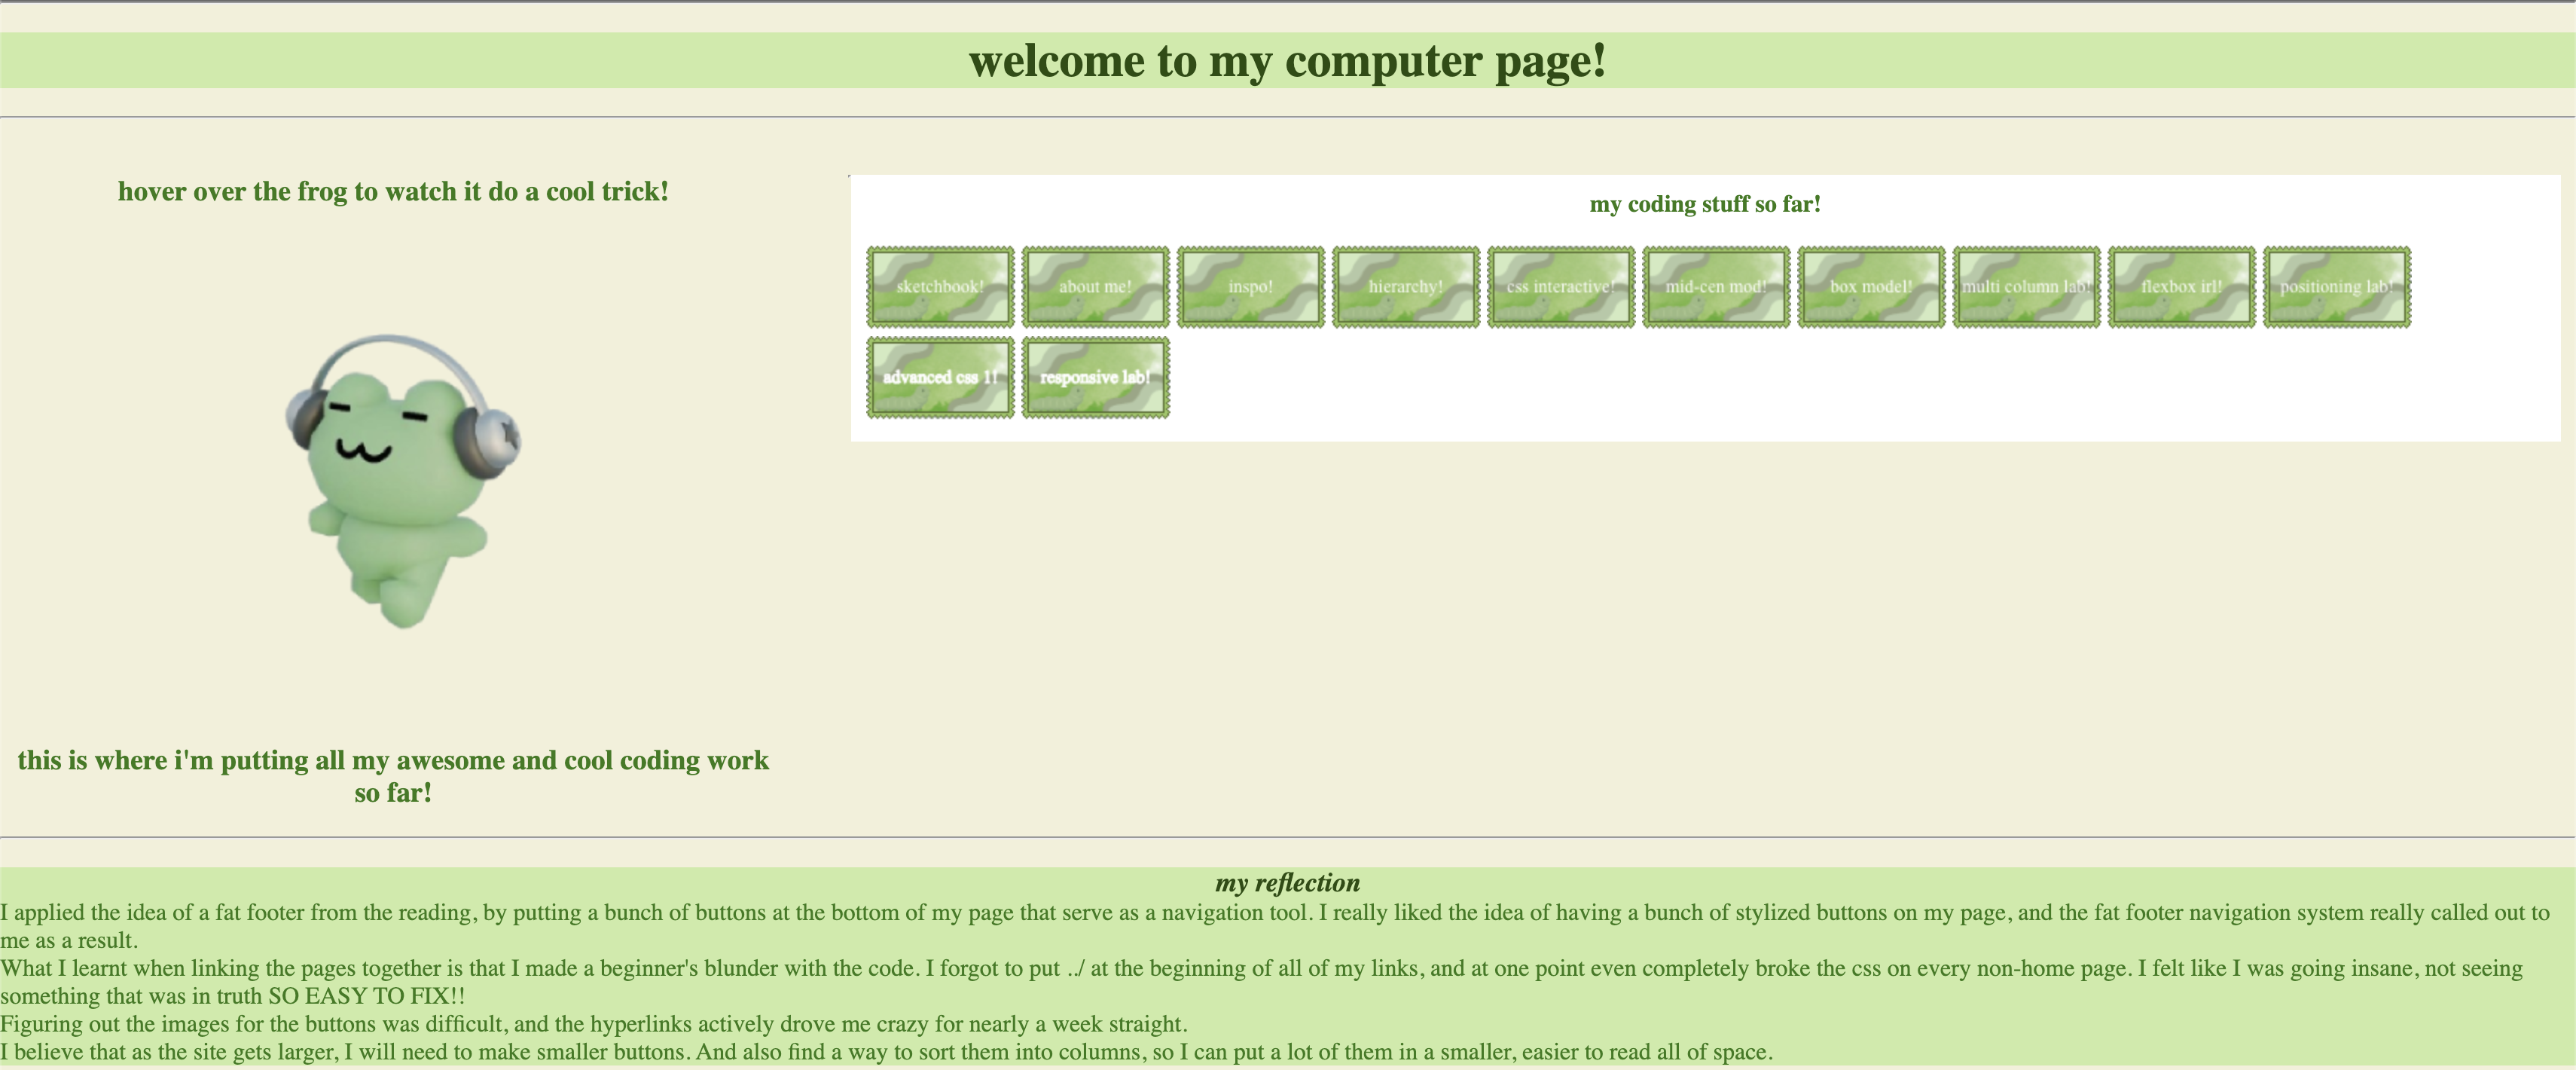 welcome to my computer page!
hover over the frog to watch it do a cool trick!
my coding stuff so far!
sketchbook!
about me!
inspo!
hierarchy!
css interactive!
mid-cen mod!
box model!
multi column lab!
flexbox irl!
positioning lab!
advanced css 1!
responsive lab!
this is where i'm putting all my awesome and cool coding work
so far!
my reflection
I applied the idea of a fat footer from the reading, by putting a bunch of buttons at the bottom of my page that serve as a navigation tool. I really liked the idea of having a bunch of stylized buttons on my page, and the fat footer navigation system really called out to
me as a result.
What I learnt when linking the pages together is that I made a beginner's blunder with the code. I forgot to put ../ at the beginning of all of my links, and at one point even completely broke the css on every non-home page. I felt like I was going insane, not seeing
something that was in truth SO EASY TO FIX!!
Figuring out the images for the buttons was difficult, and the hyperlinks actively drove me crazy for nearly a week straight.
I believe that as the site gets larger, I will need to make smaller buttons. And also find a way to sort them into columns, so I can put a lot of them in a smaller, easier to read all of space.